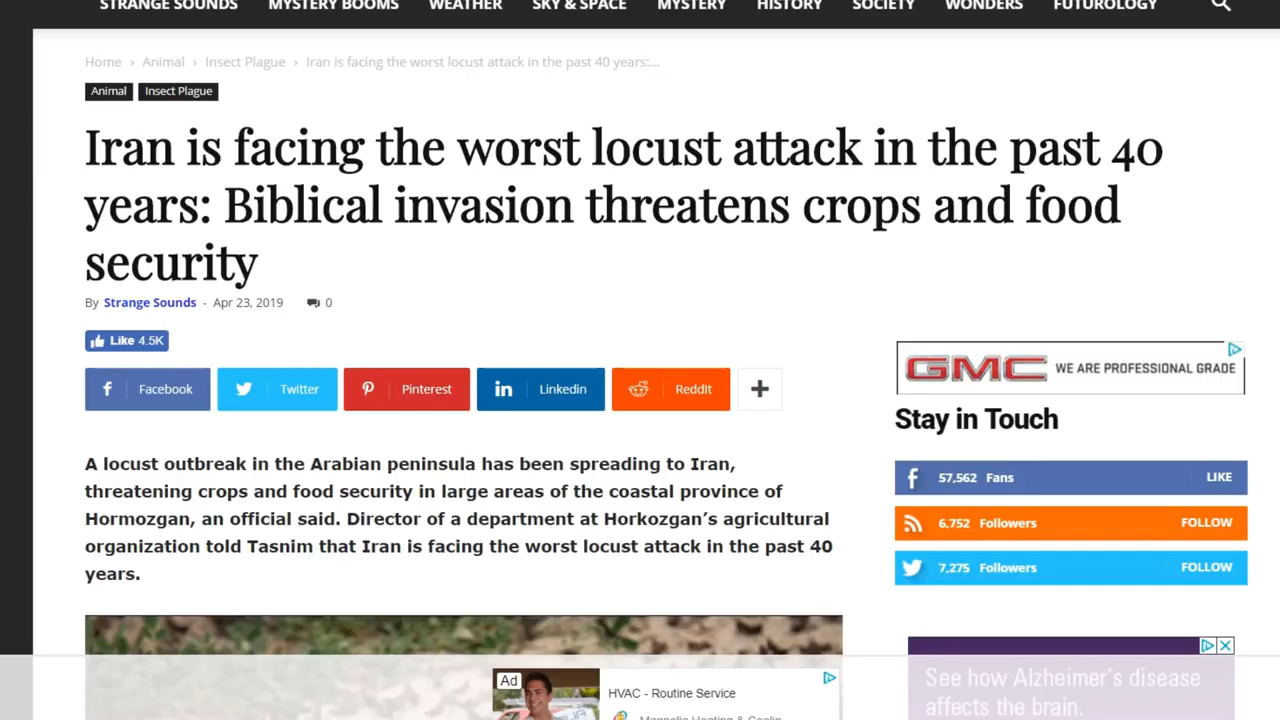 STRANGE SOUNDS MYSTERY BOOMS WEATHER SKY & SPACE MYSTERY HISTORY SOCIETY WONDERS FUTUROLOGY
Home › Animal › Insect Plague › Iran is facing the worst locust attack in the past 40 years:...
Animal Insect Plague
Iran is facing the worst locust attack in the past 40
years: Biblical invasion threatens crops and food
security
By Strange Sounds - Apr 23, 2019 0
Like 4.5K
Facebook Twitter Pinterest Linkedin ReddIt +
GMC WE ARE PROFESSIONAL GRADE
Stay in Touch
57,562 Fans LIKE
6,752 Followers FOLLOW
7,275 Followers FOLLOW
A locust outbreak in the Arabian peninsula has been spreading to Iran,
threatening crops and food security in large areas of the coastal province of
Hormozgan, an official said. Director of a department at Horkozgan's agricultural
organization told Tasnim that Iran is facing the worst locust attack in the past 40
years.
Ad
HVAC - Routine Service
Magnolia Heating & Coolin
See how Alzheimer's disease
affects the brain.